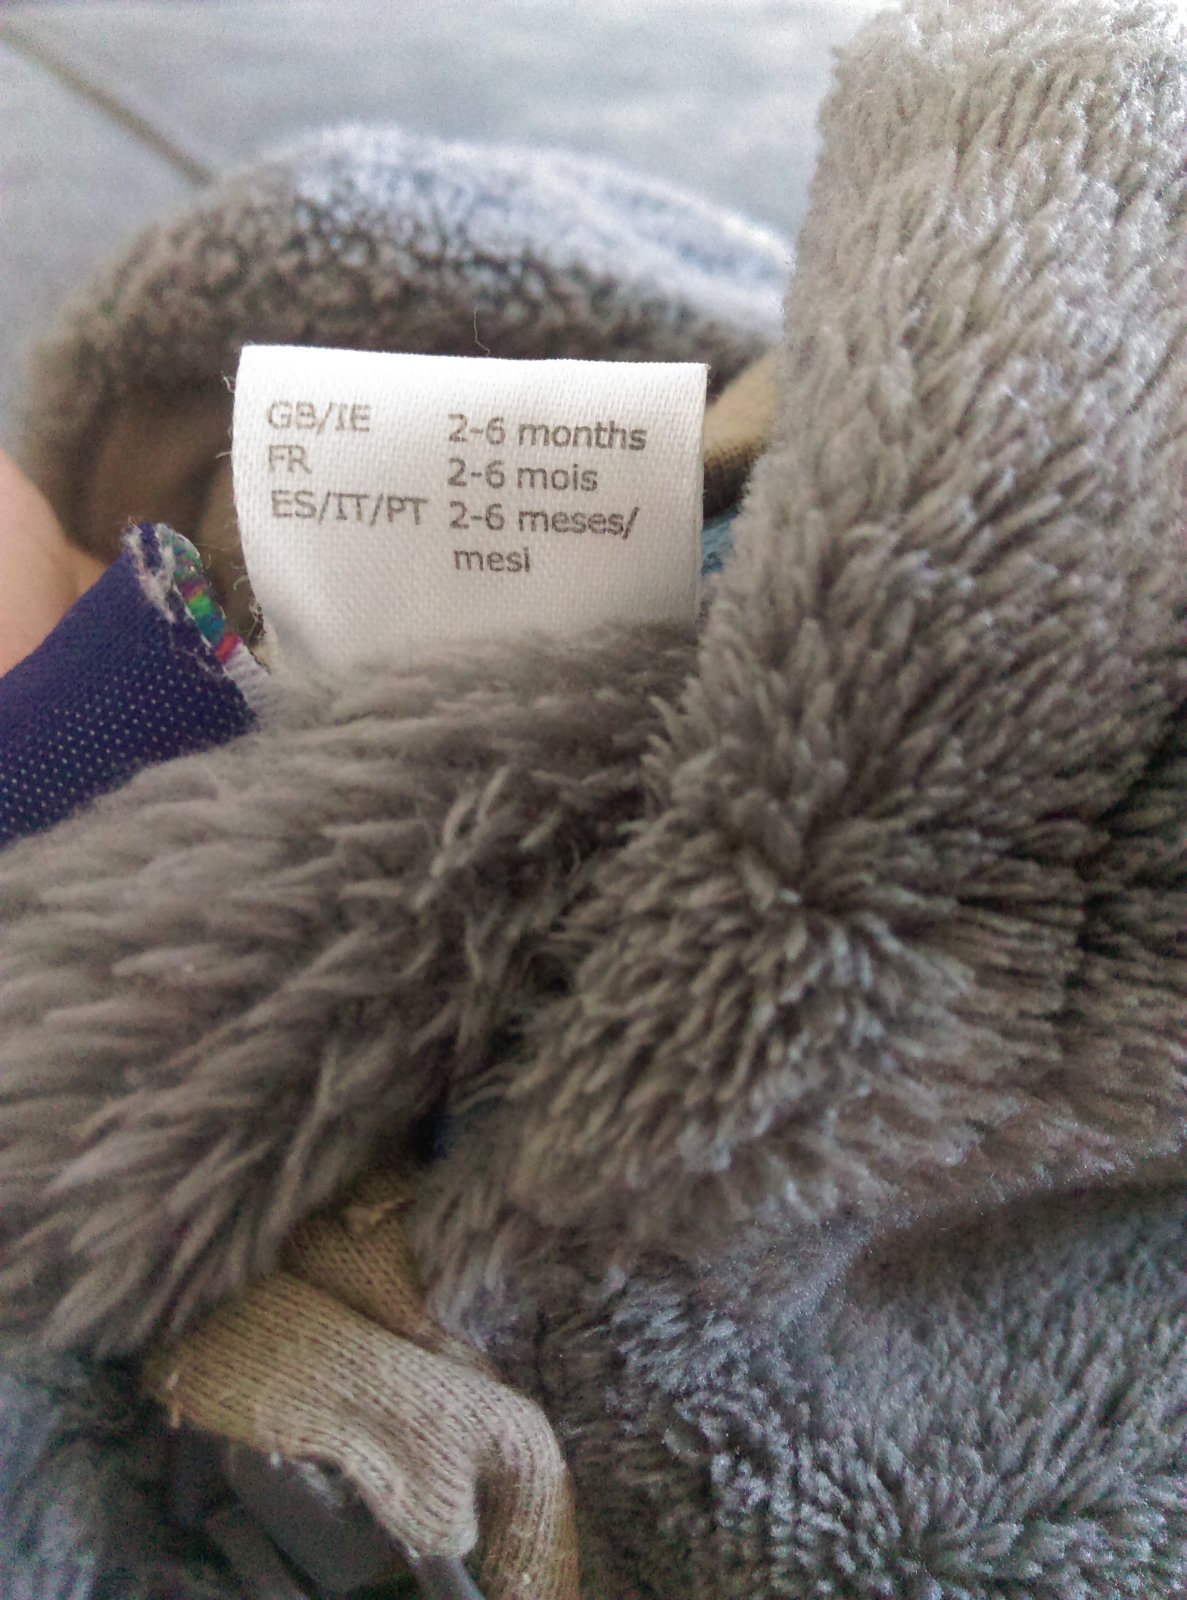 GB/IE 2-6 months
FR 2-6 mois
ES/IT/PT 2-6 meses/
mesi